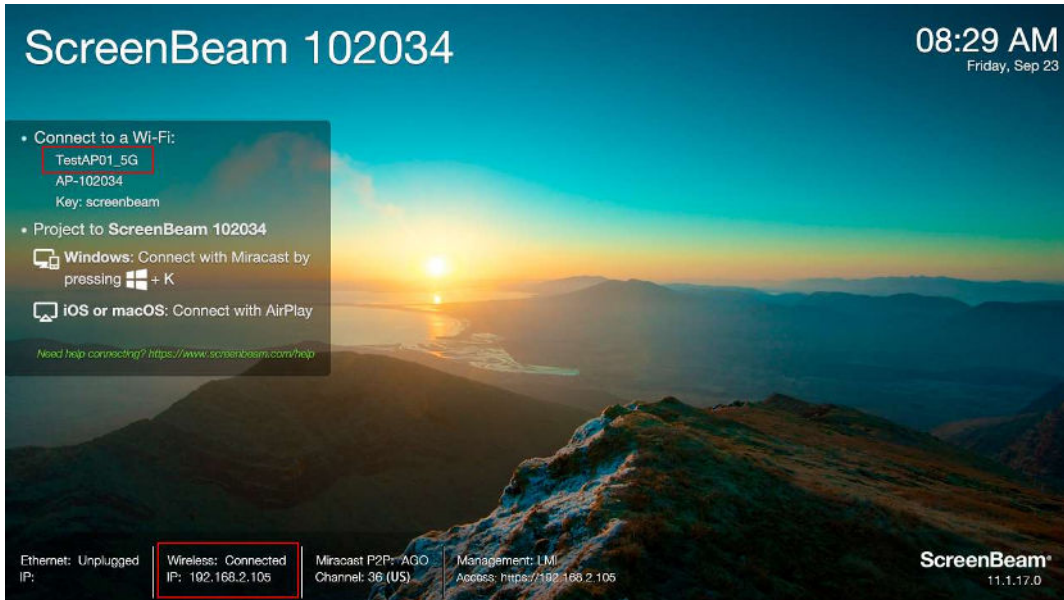 ScreenBeam 102034
08:29 AM
Friday, Sep 23
• Connect to a Wi-Fi:
TestAP01_5G
AP-102034
Key: screenbeam
• Project to ScreenBeam 102034
Windows: Connect with Miracast by
pressing + K
iOS or macOS: Connect with AirPlay
Need help connecting? https://www.screenbeam.com/help
Ethernet: Unplugged
IP:
Wireless: Connected
IP: 192.168.2.105
Miracast P2P: AGO
Channel: 36 (US)
Management: LMI
Access: https://192.168.2.105
ScreenBeam®
11.1.17.0